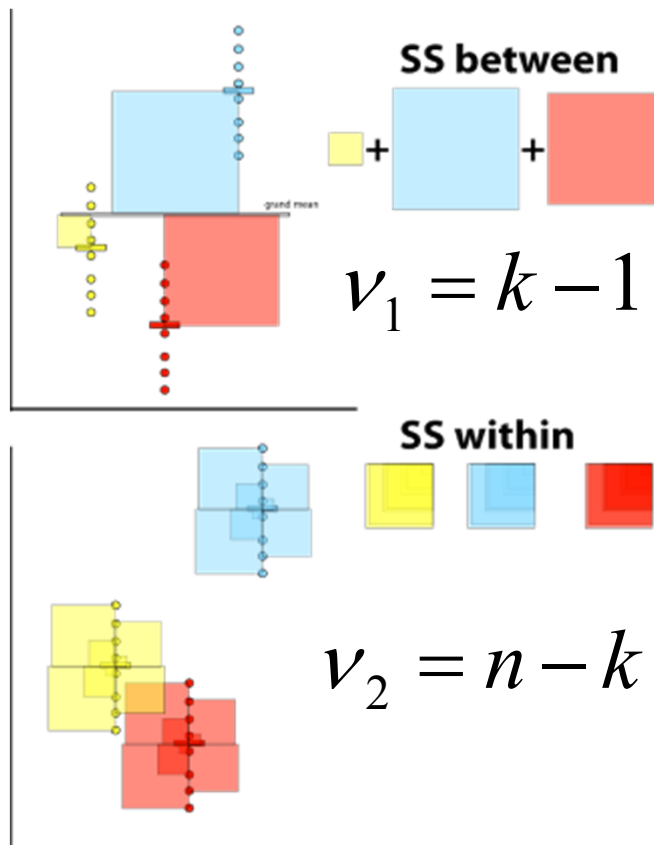 SS between
+ +
grand mean
ν₁ = k − 1
SS within
ν₂ = n − k